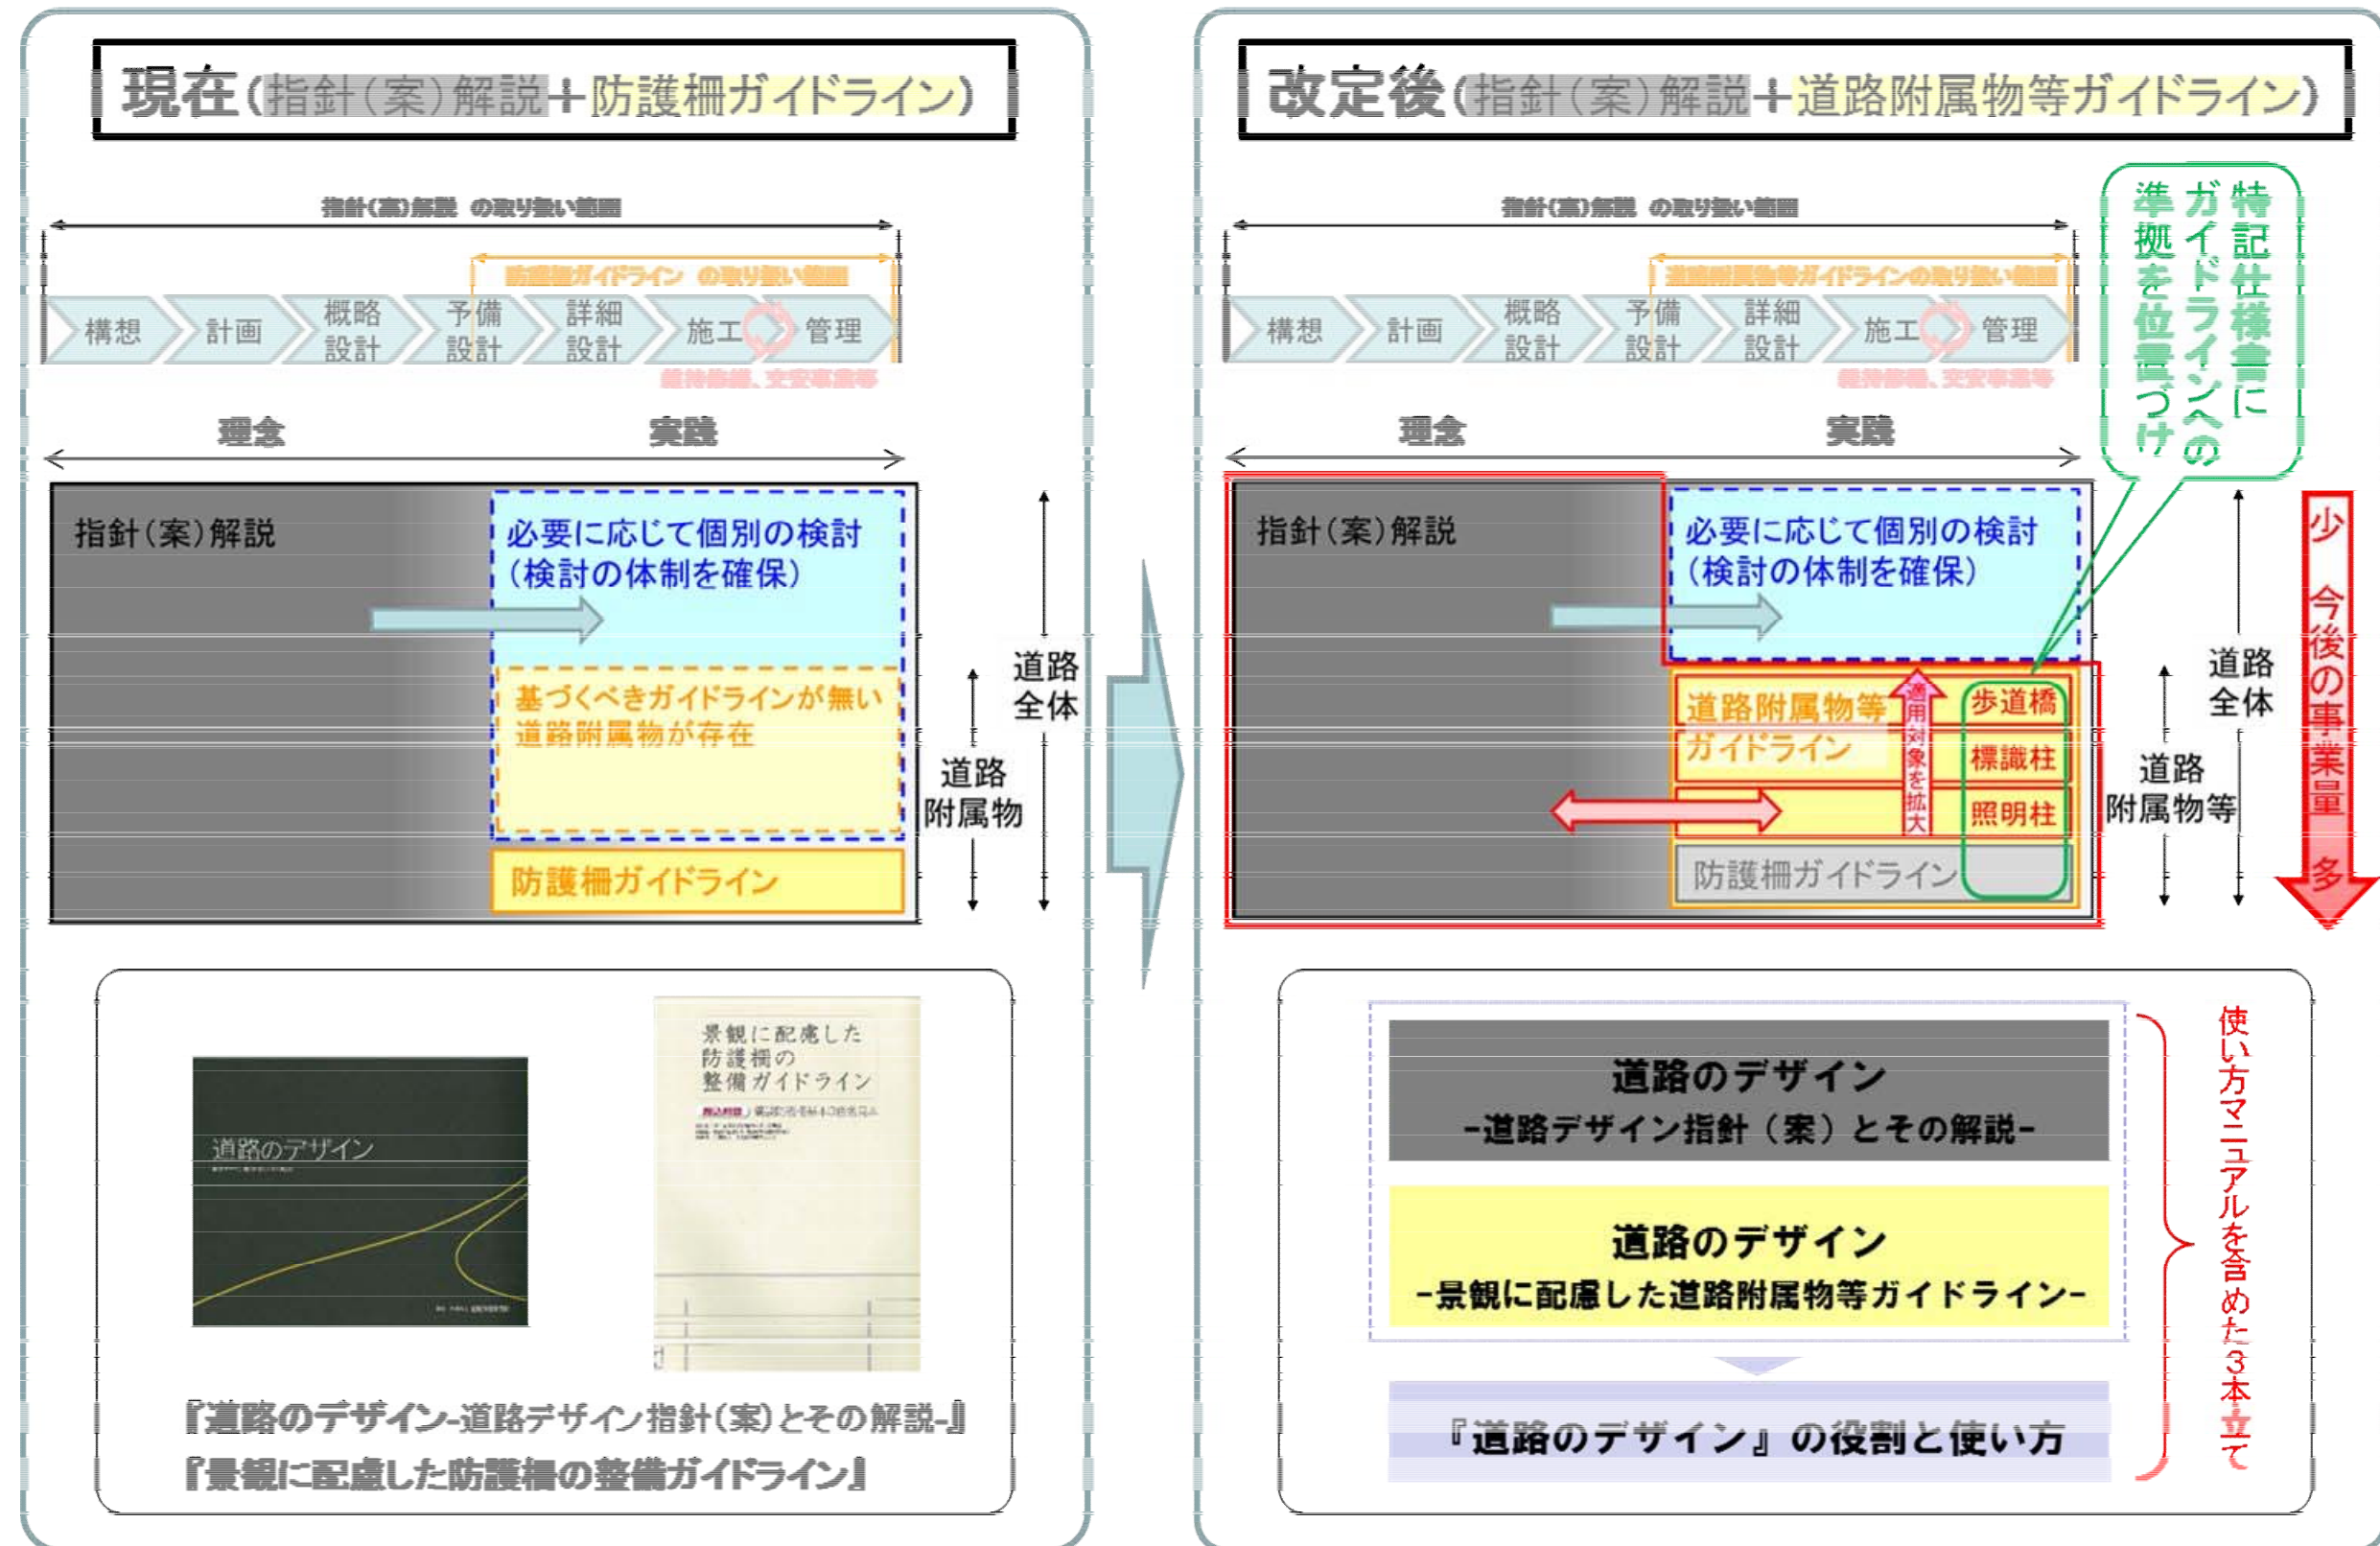 現在(指針(案)解説＋防護柵ガイドライン)
指針(案)解説 の取り扱い範囲
防護柵ガイドライン の取り扱い範囲
構想
計画
概略
設計
予備
設計
詳細
設計
施工
管理
維持修繕、交安事業等
理念
実践
指針(案)解説
必要に応じて個別の検討
(検討の体制を確保)
基づくべきガイドラインが無い
道路附属物が存在
防護柵ガイドライン
道路
附属物
道路
全体
道路のデザイン
景観に配慮した
防護柵の
整備ガイドライン
『道路のデザイン-道路デザイン指針(案)とその解説-』
『景観に配慮した防護柵の整備ガイドライン』
改定後(指針(案)解説＋道路附属物等ガイドライン)
指針(案)解説 の取り扱い範囲
道路附属物等ガイドラインの取り扱い範囲
構想
計画
概略
設計
予備
設計
詳細
設計
施工
管理
維持修繕、交安事業等
特記仕様書に
ガイドラインへの
準拠を位置づけ
理念
実践
指針(案)解説
必要に応じて個別の検討
(検討の体制を確保)
道路附属物等
ガイドライン
適用対象を拡大
歩道橋
標識柱
照明柱
防護柵ガイドライン
道路
附属物等
道路
全体
少 今後の事業量 多
道路のデザイン
-道路デザイン指針（案）とその解説-
道路のデザイン
-景観に配慮した道路附属物等ガイドライン-
『道路のデザイン』の役割と使い方
使い方マニュアルを含めた３本立て